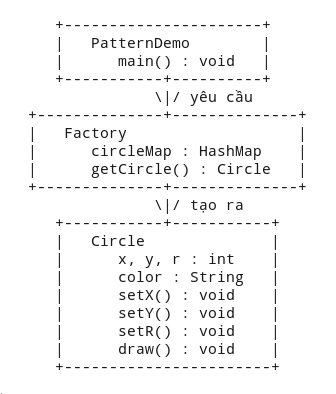 +----------------------+
|   PatternDemo        |
|      main() : void   |
+-----------+----------+
\|/ yêu cầu
+--------------+--------------+
|   Factory                   |
|      circleMap : HashMap    |
|      getCircle() : Circle   |
+--------------+--------------+
\|/ tạo ra
+-----------+-----------+
|   Circle              |
|      x, y, r : int    |
|      color : String   |
|      setX() : void    |
|      setY() : void    |
|      setR() : void    |
|      draw() : void    |
+-----------------------+